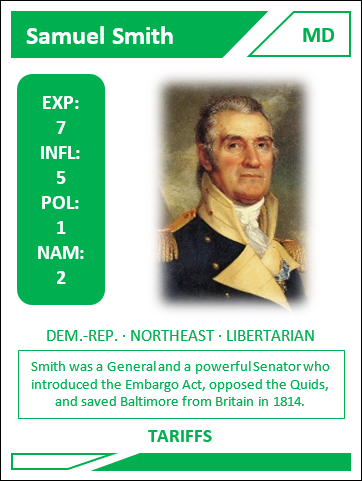 Samuel Smith
MD
EXP:
7
INFL:
5
POL:
1
NAM:
2
DEM.-REP. · NORTHEAST · LIBERTARIAN
Smith was a General and a powerful Senator who
introduced the Embargo Act, opposed the Quids,
and saved Baltimore from Britain in 1814.
TARIFFS